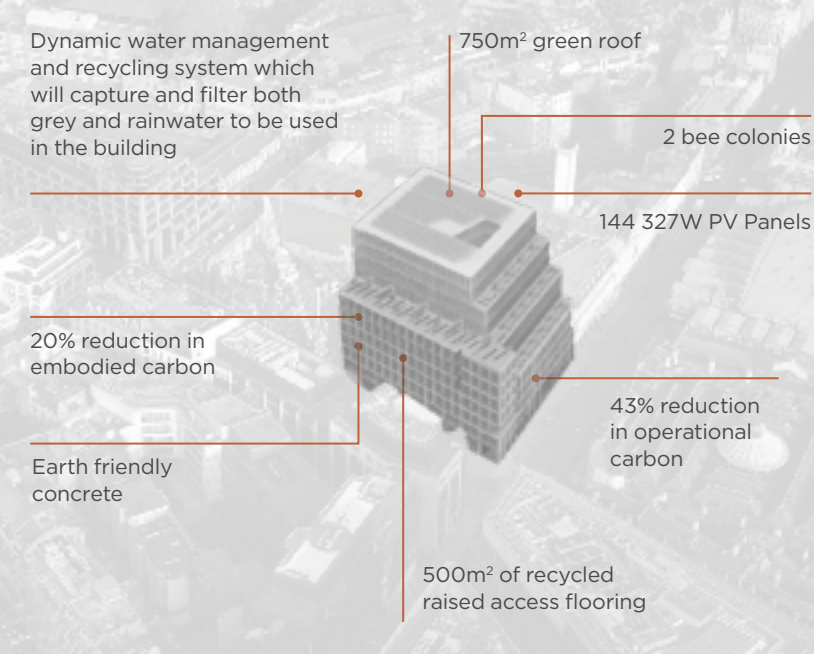 Dynamic water management
and recycling system which
will capture and filter both
grey and rainwater to be used
in the building
750m² green roof
2 bee colonies
144 327W PV Panels
20% reduction in
embodied carbon
43% reduction
in operational
carbon
Earth friendly
concrete
500m² of recycled
raised access flooring